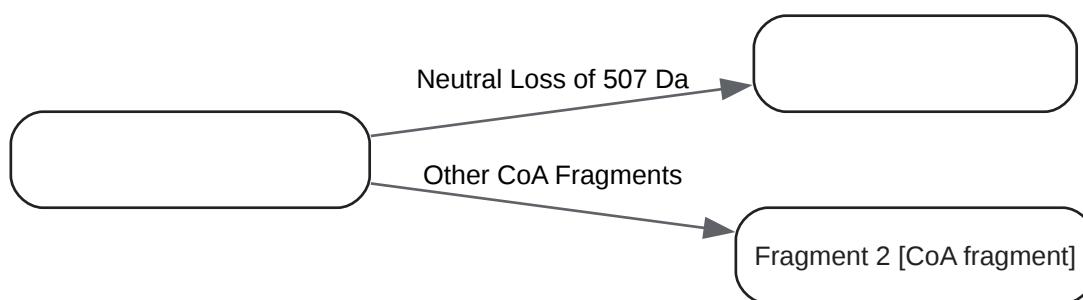 Neutral Loss of 507 Da
Other CoA Fragments
Fragment 2 [CoA fragment]